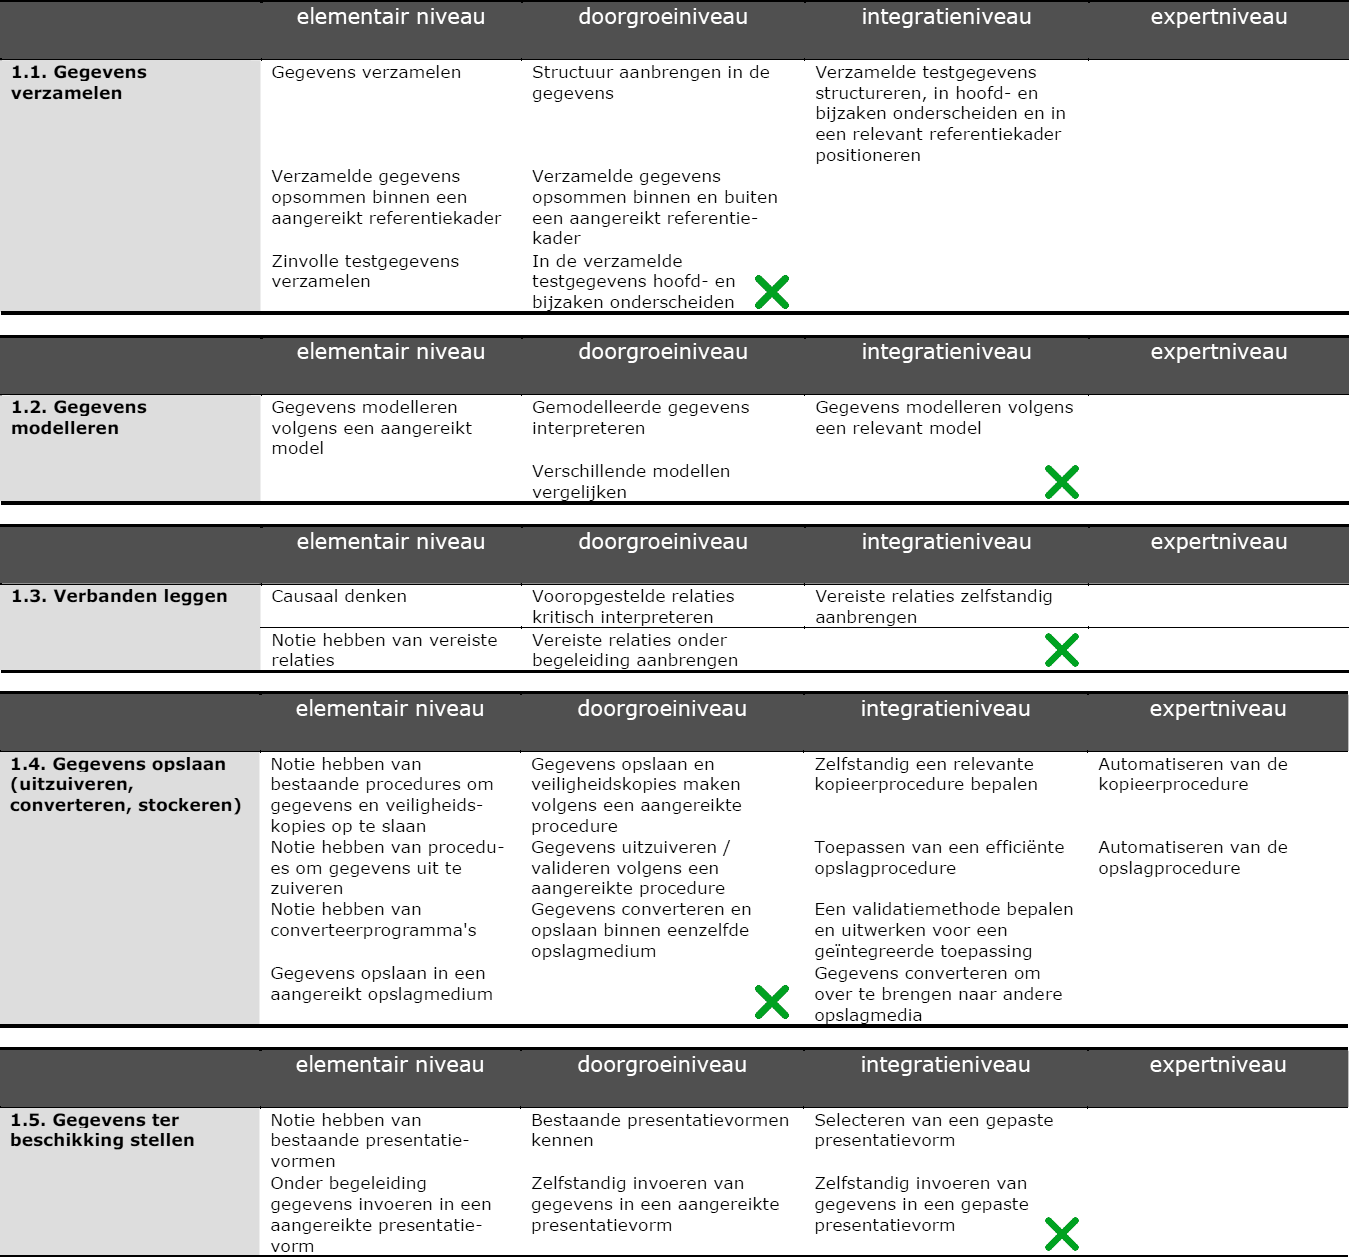 elementair niveau doorgroeiniveau integratieniveau expertniveau
1.1. Gegevens verzamelen
Gegevens verzamelen
Structuur aanbrengen in de
gegevens
Verzamelde testgegevens
structureren, in hoofd- en
bijzaken onderscheiden en in
een relevant referentiekader
positioneren
Verzamelde gegevens
opsommen binnen een
aangereikt referentiekader
Verzamelde gegevens
opsommen binnen en buiten
een aangereikt referentie-
kader
Zinvolle testgegevens
verzamelen
In de verzamelde
testgegevens hoofd- en
bijzaken onderscheiden
elementair niveau doorgroeiniveau integratieniveau expertniveau
1.2. Gegevens
modelleren
Gegevens modelleren
volgens een aangereikt
model
Gemodelleerde gegevens
interpreteren
Gegevens modelleren volgens
een relevant model
Verschillende modellen
vergelijken
elementair niveau doorgroeiniveau integratieniveau expertniveau
1.3. Verbanden leggen
Causaal denken
Vooropgestelde relaties
kritisch interpreteren
Vereiste relaties zelfstandig
aanbrengen
Notie hebben van vereiste
relaties
Vereiste relaties onder
begeleiding aanbrengen
elementair niveau doorgroeiniveau integratieniveau expertniveau
1.4. Gegevens opslaan
(uitzuiveren,
converteren, stockeren)
Notie hebben van
bestaande procedures om
gegevens en veiligheids-
kopies op te slaan
Gegevens opslaan en
veiligheidskopies maken
volgens een aangereikte
procedure
Zelfstandig een relevante
kopieerprocedure bepalen
Automatiseren van de
kopieerprocedure
Notie hebben van procedu-
es om gegevens uit te
zuiveren
Gegevens uitzuiveren /
valideren volgens een
aangereikte procedure
Toepassen van een efficiënte
opslagprocedure
Automatiseren van de
opslagprocedure
Notie hebben van
converteerprogramma's
Gegevens converteren en
opslaan binnen eenzelfde
opslagmedium
Een validatiemethode bepalen
en uitwerken voor een
geïntegreerde toepassing
Gegevens opslaan in een
aangereikt opslagmedium
Gegevens converteren om
over te brengen naar andere
opslagmedia
elementair niveau doorgroeiniveau integratieniveau expertniveau
1.5. Gegevens ter
beschikking stellen
Notie hebben van
bestaande presentatie-
vormen
Bestaande presentatievormen
kennen
Selecteren van een gepaste
presentatievorm
Onder begeleiding
gegevens invoeren in een
aangereikte presentatie-
vorm
Zelfstandig invoeren van
gegevens in een aangereikte
presentatievorm
Zelfstandig invoeren van
gegevens in een gepaste
presentatievorm